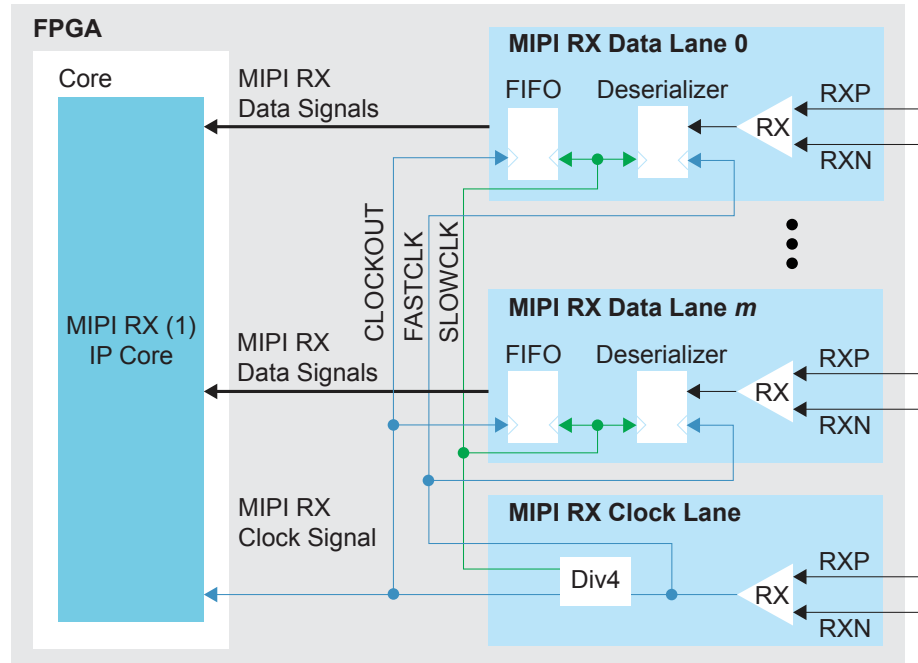 FPGA
Core
MIPI RX (1)
IP Core
MIPI RX
Data Signals
MIPI RX
Data Signals
MIPI RX
Clock Signal
CLOCKOUT
FASTCLK
SLOWCLK
MIPI RX Data Lane 0
FIFO
Deserializer
RX
RXP
RXN
MIPI RX Data Lane m
FIFO
Deserializer
RX
RXP
RXN
MIPI RX Clock Lane
Div4
RX
RXP
RXN